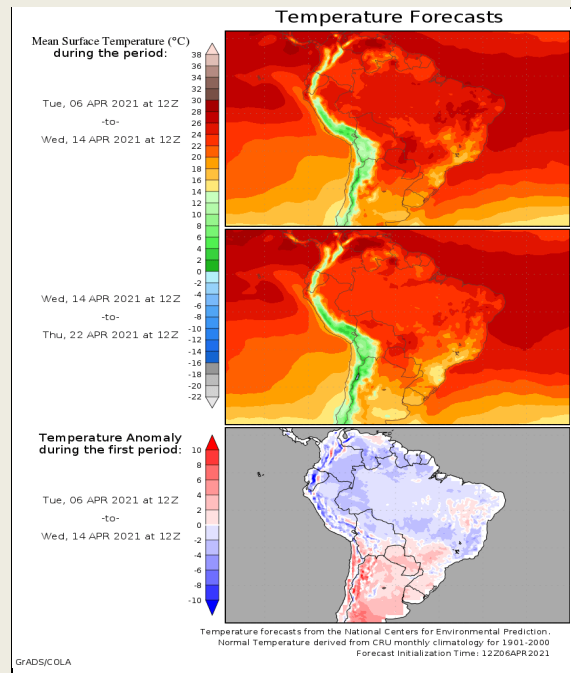 Temperature Forecasts
Mean Surface Temperature (°C)
during the period:
Tue, 06 APR 2021 at 12Z
-to-
Wed, 14 APR 2021 at 12Z
38
36
34
32
30
28
26
24
22
20
18
16
14
12
10
8
6
4
2
0
-2
-4
-6
-8
-10
-12
-14
-16
-18
-20
-22
Wed, 14 APR 2021 at 12Z
-to-
Thu, 22 APR 2021 at 12Z
Temperature Anomaly
during the first period:
Tue, 06 APR 2021 at 12Z
-to-
Wed, 14 APR 2021 at 12Z
10
8
6
4
2
0
-2
-4
-6
-8
-10
Temperature forecasts from the National Centers for Environmental Prediction.
Normal Temperature derived from CRU monthly climatology for 1901-2000
Forecast Initialization Time: 12Z06APR2021
GrADS/COLA